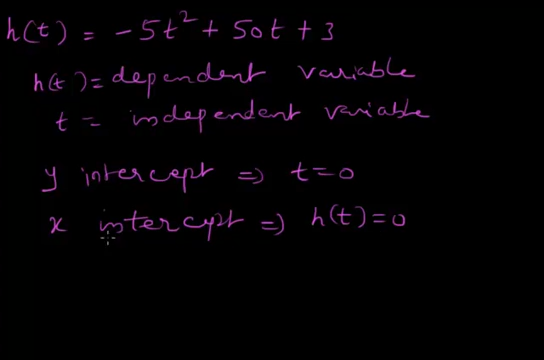 h(t) = -5t² + 50t + 3
h(t) = dependent variable
t = independent variable
y intercept ⇒ t = 0
x intercept ⇒ h(t) = 0